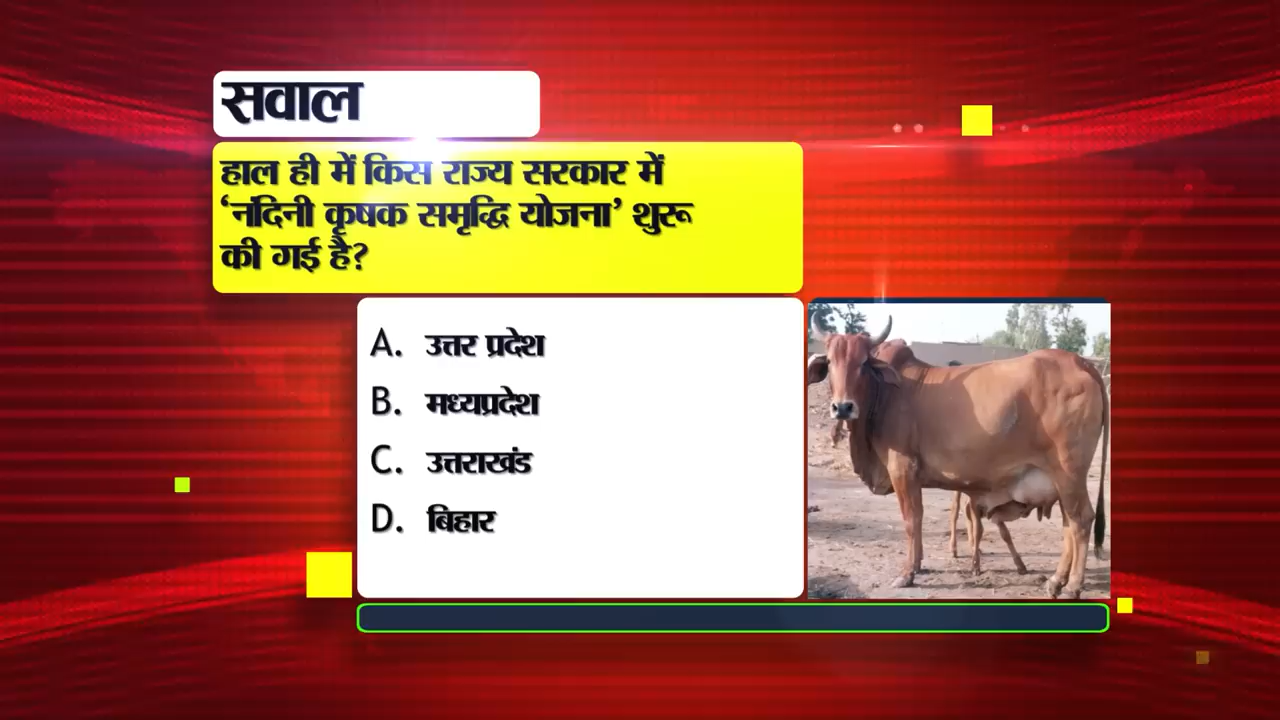 सवाल
हाल ही में किस राज्य सरकार में
‘नंदिनी कृषक समृद्धि योजना’ शुरू
की गई है?
A. उत्तर प्रदेश
B. मध्यप्रदेश
C. उत्तराखंड
D. बिहार